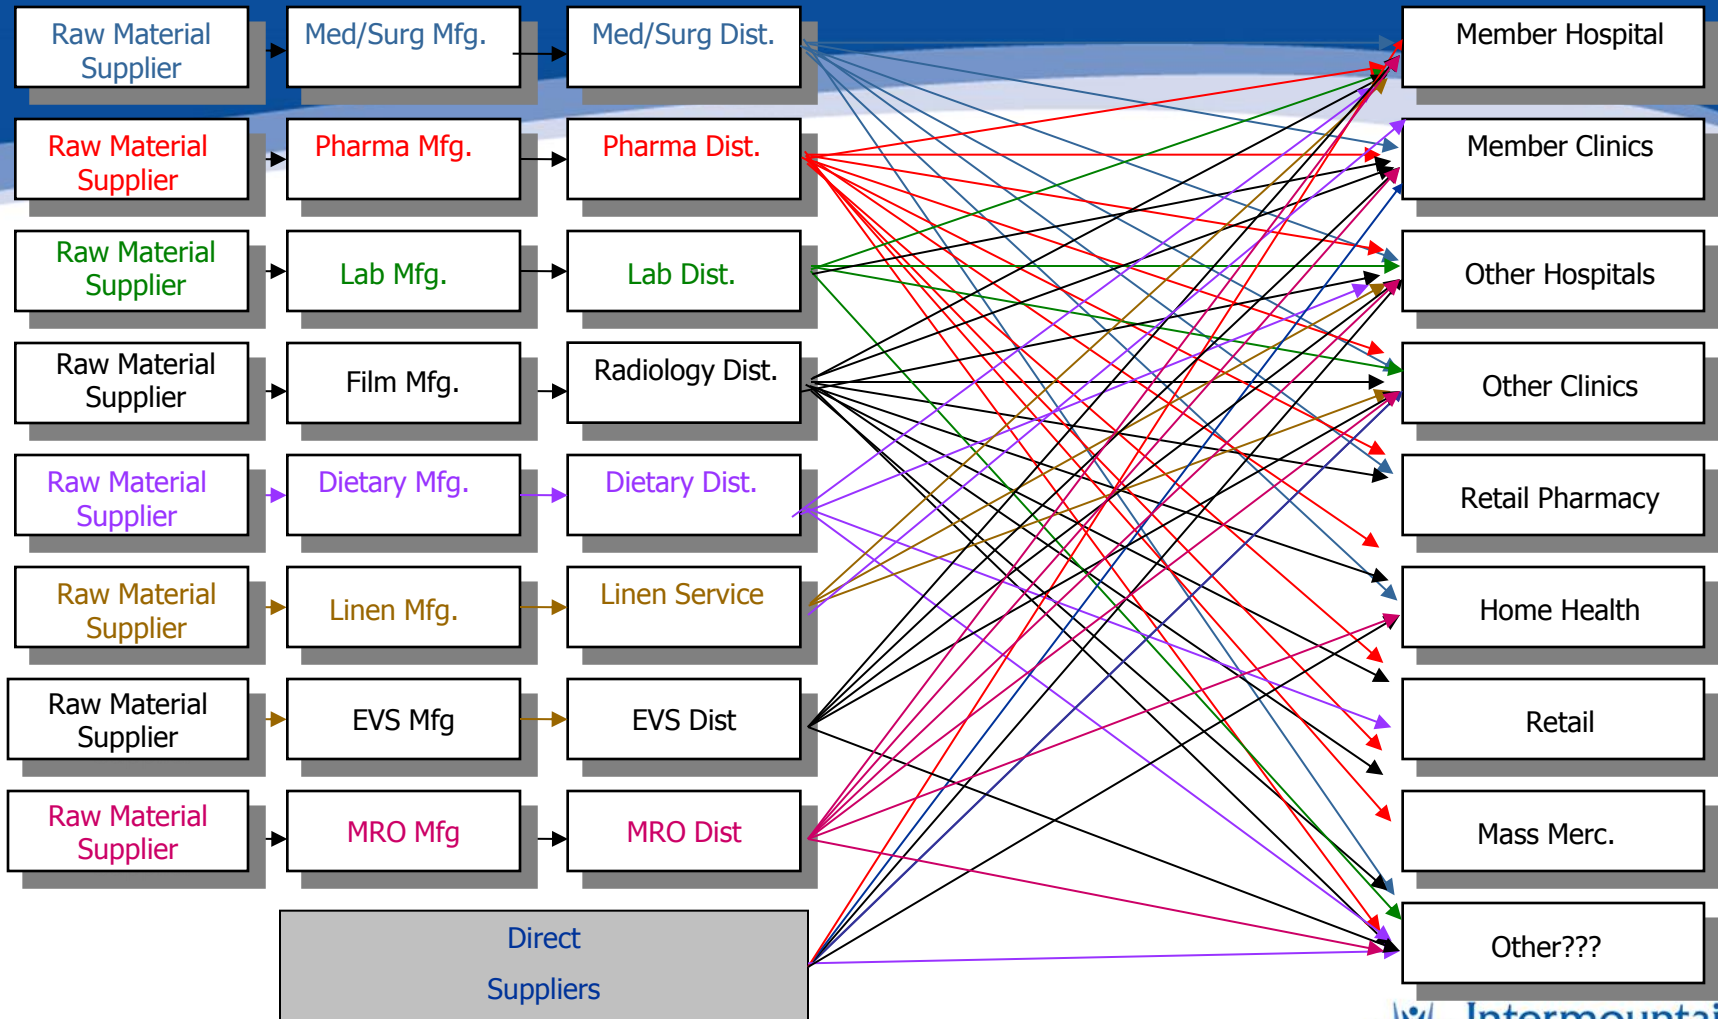 Raw Material
Supplier
Med/Surg Mfg.
Med/Surg Dist.
Member Hospital
Raw Material
Supplier
Pharma Mfg.
Pharma Dist.
Member Clinics
Raw Material
Supplier
Lab Mfg.
Lab Dist.
Other Hospitals
Raw Material
Supplier
Film Mfg.
Radiology Dist.
Other Clinics
Raw Material
Supplier
Dietary Mfg.
Dietary Dist.
Retail Pharmacy
Raw Material
Supplier
Linen Mfg.
Linen Service
Home Health
Raw Material
Supplier
EVS Mfg
EVS Dist
Retail
Raw Material
Supplier
MRO Mfg
MRO Dist
Mass Merc.
Direct
Suppliers
Other???